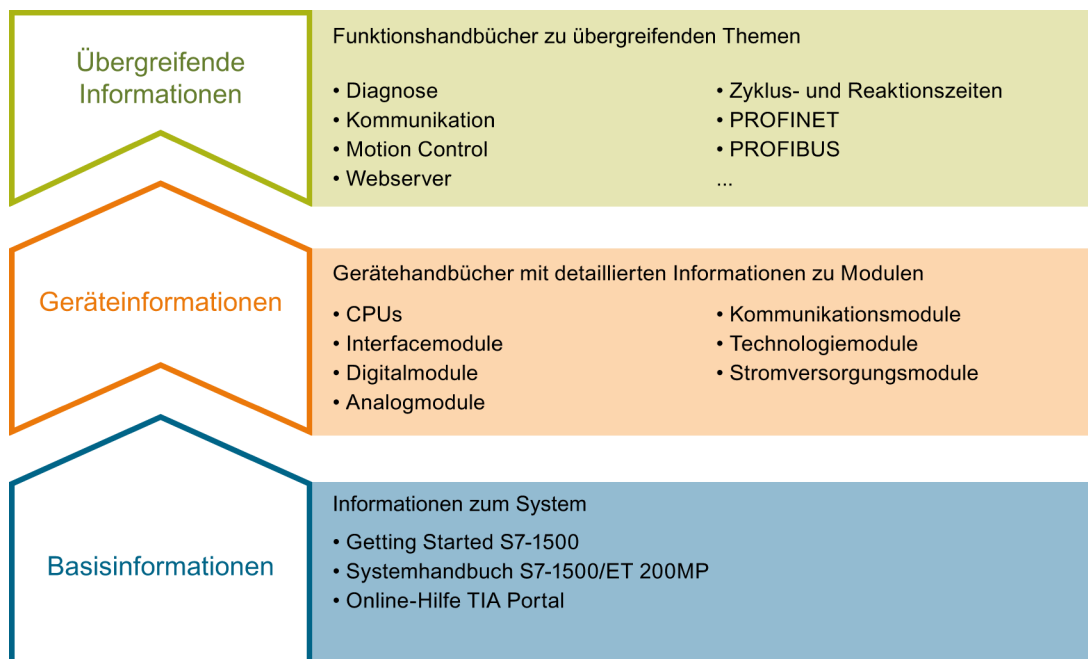 Übergreifende
Informationen
Funktionshandbücher zu übergreifenden Themen
• Diagnose
• Kommunikation
• Motion Control
• Webserver
• Zyklus- und Reaktionszeiten
• PROFINET
• PROFIBUS
...
Geräteinformationen
Gerätehandbücher mit detaillierten Informationen zu Modulen
• CPUs
• Interfacemodule
• Digitalmodule
• Analogmodule
• Kommunikationsmodule
• Technologiemodule
• Stromversorgungsmodule
Basisinformationen
Informationen zum System
• Getting Started S7-1500
• Systemhandbuch S7-1500/ET 200MP
• Online-Hilfe TIA Portal